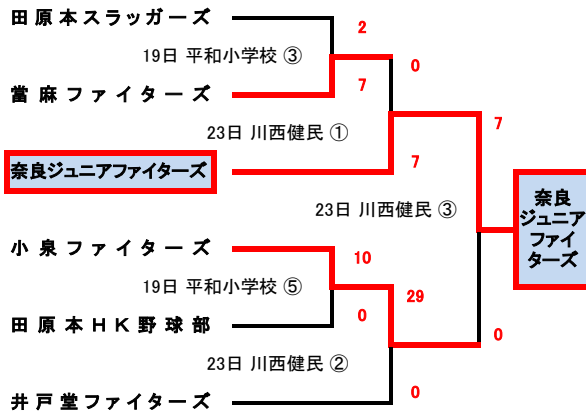 田原本スラッガーズ
2
19日 平和小学校 ③
0
當麻ファイターズ
7
7
23日 川西健民 ①
奈良ジュニアファイターズ
7
23日 川西健民 ③
奈良
ジュニア
ファイ
ターズ
小泉ファイターズ
10
19日 平和小学校 ⑤
29
0
田原本HK野球部
0
23日 川西健民 ②
0
井戸堂ファイターズ